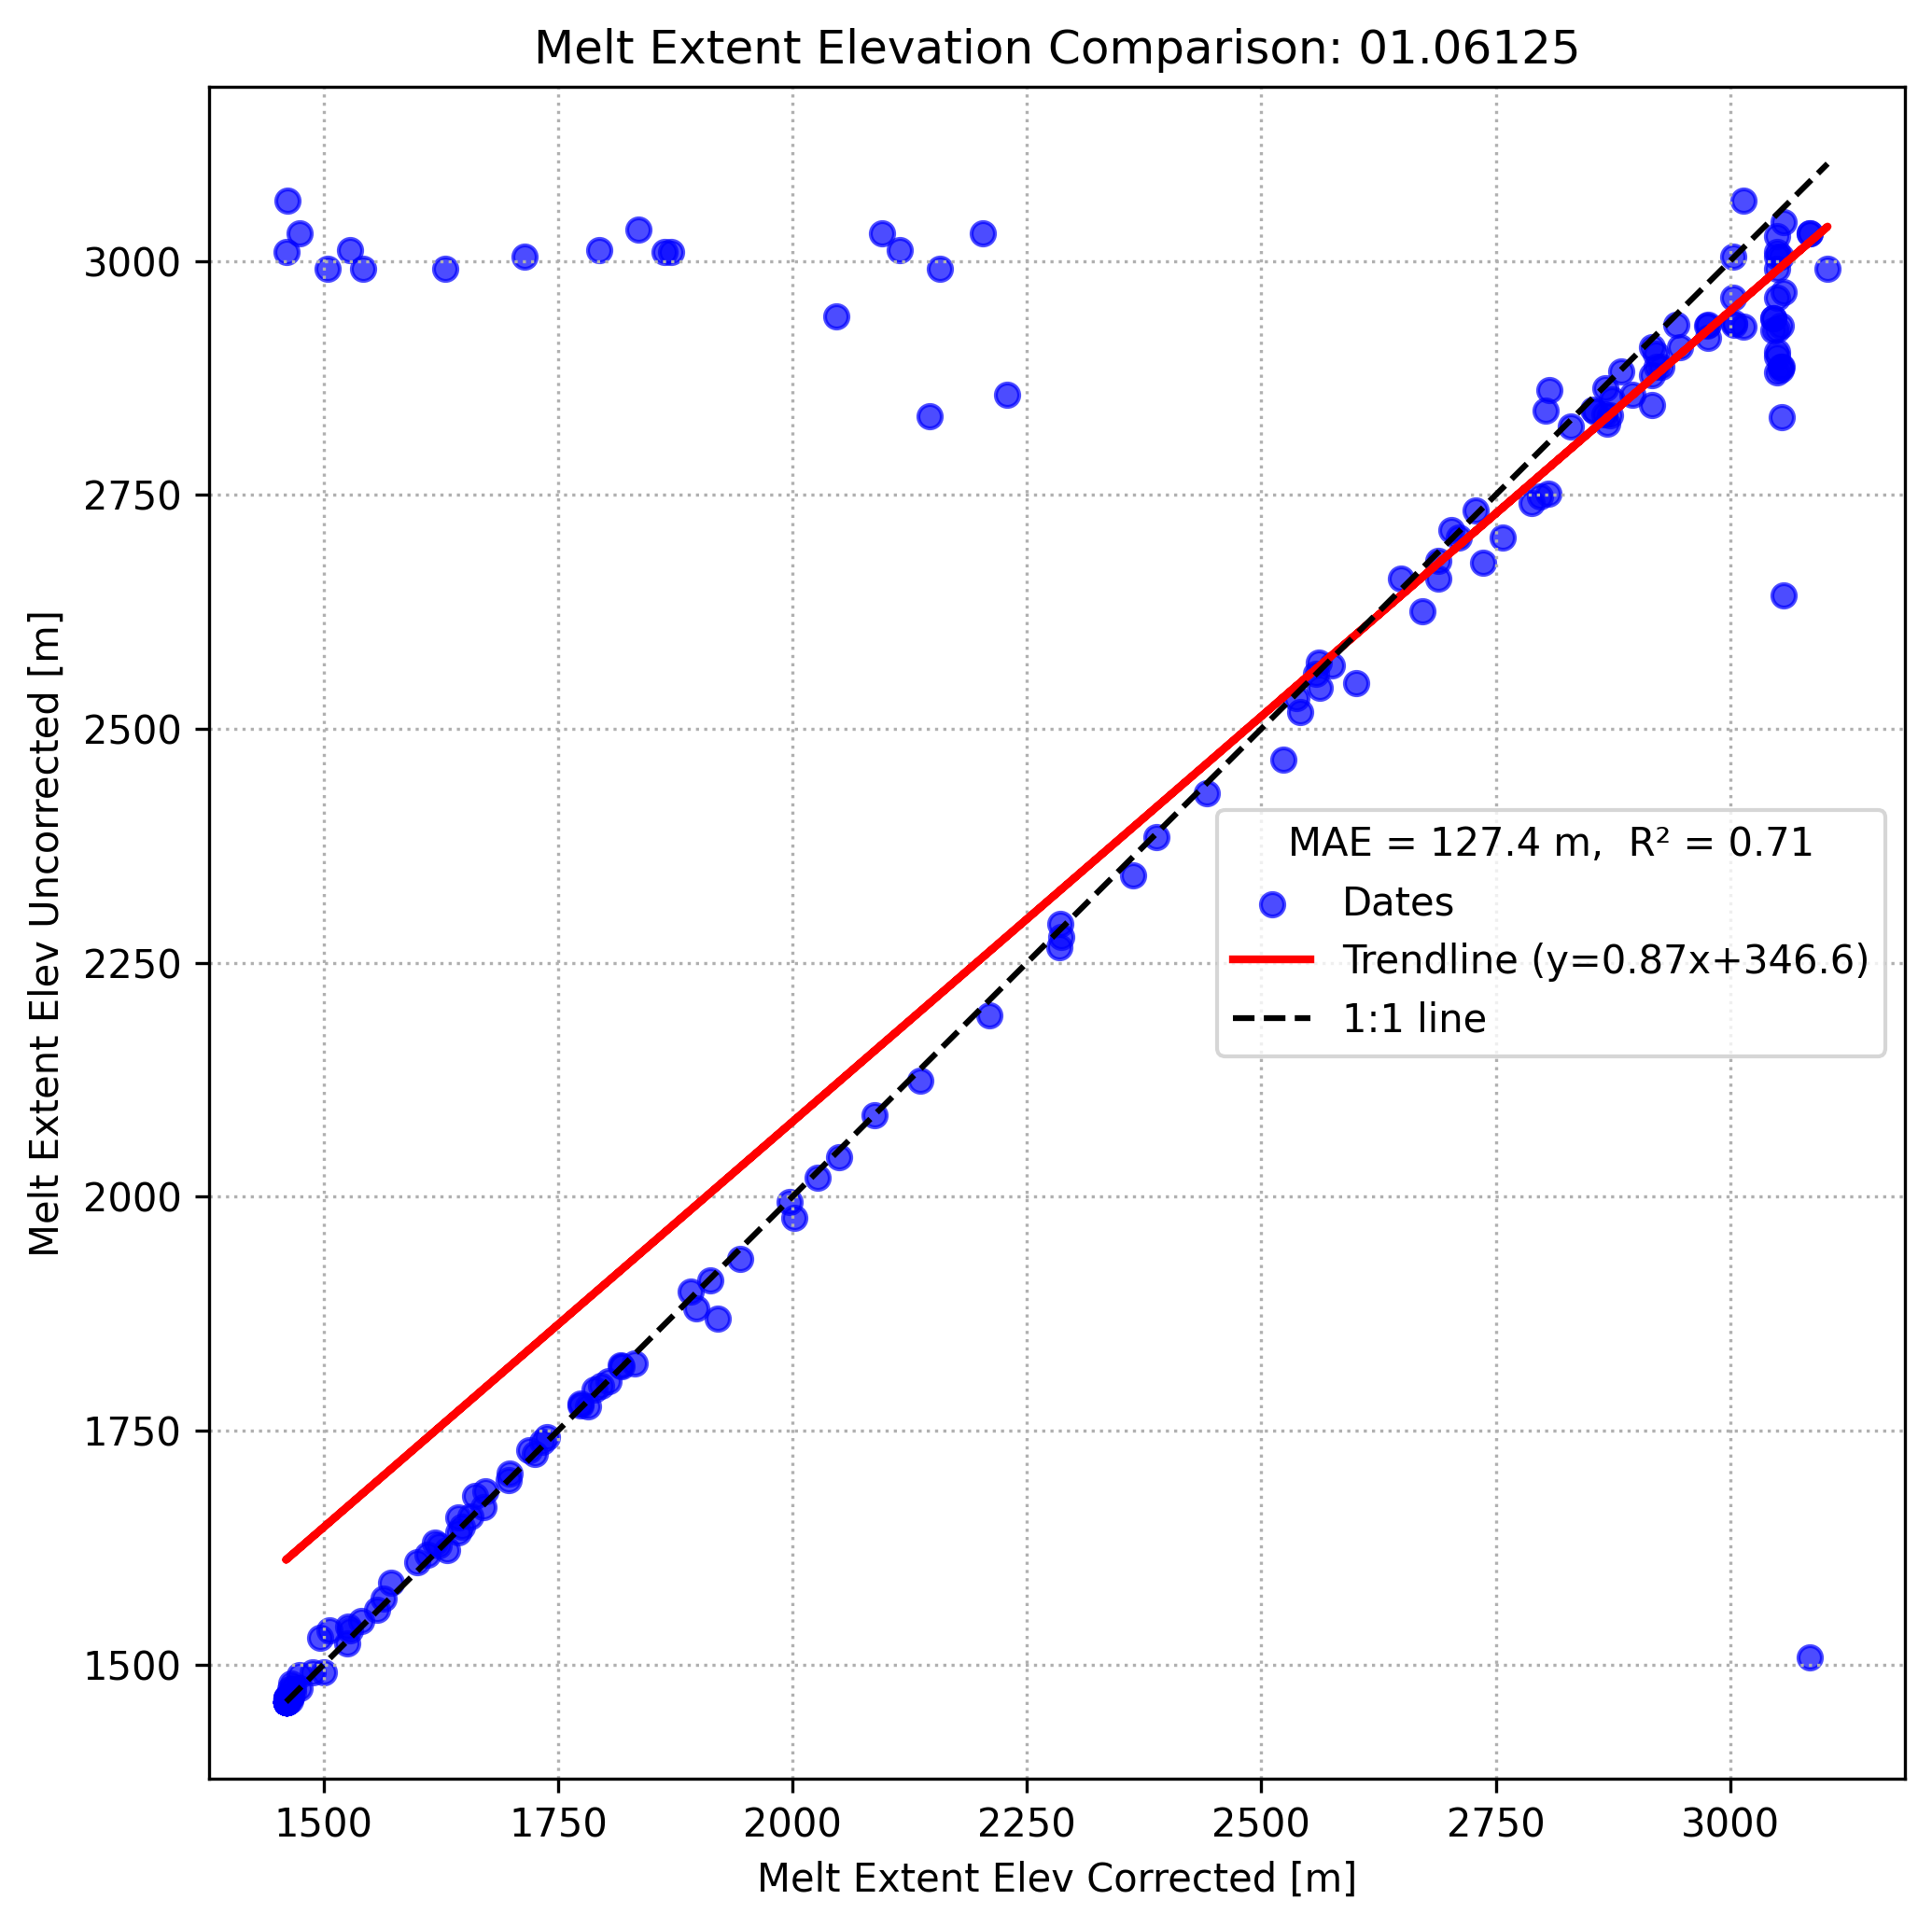 Melt Extent Elevation Comparison: 01.06125
Melt Extent Elev Uncorrected [m]
3000
2750
2500
2250
2000
1750
1500
MAE = 127.4 m, R² = 0.71
Dates
Trendline (y=0.87x+346.6)
1:1 line
1500 1750 2000 2250 2500 2750 3000
Melt Extent Elev Corrected [m]